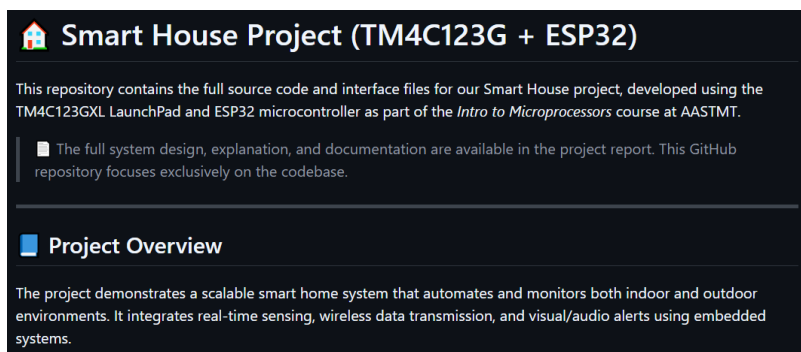 🏠 Smart House Project (TM4C123G + ESP32)
This repository contains the full source code and interface files for our Smart House project, developed using the
TM4C123GXL LaunchPad and ESP32 microcontroller as part of the Intro to Microprocessors course at AASTMT.
📄 The full system design, explanation, and documentation are available in the project report. This GitHub
repository focuses exclusively on the codebase.
📘 Project Overview
The project demonstrates a scalable smart home system that automates and monitors both indoor and outdoor
environments. It integrates real-time sensing, wireless data transmission, and visual/audio alerts using embedded
systems.